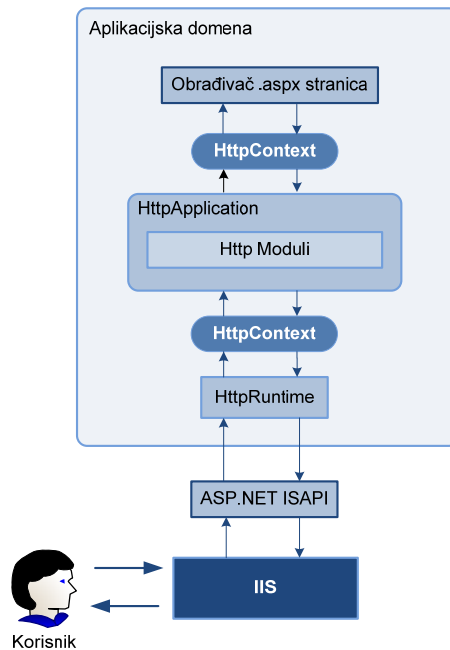 Aplikacijska domena
Obrađivač .aspx stranica
HttpContext
HttpApplication
Http Moduli
HttpContext
HttpRuntime
ASP.NET ISAPI
IIS
Korisnik